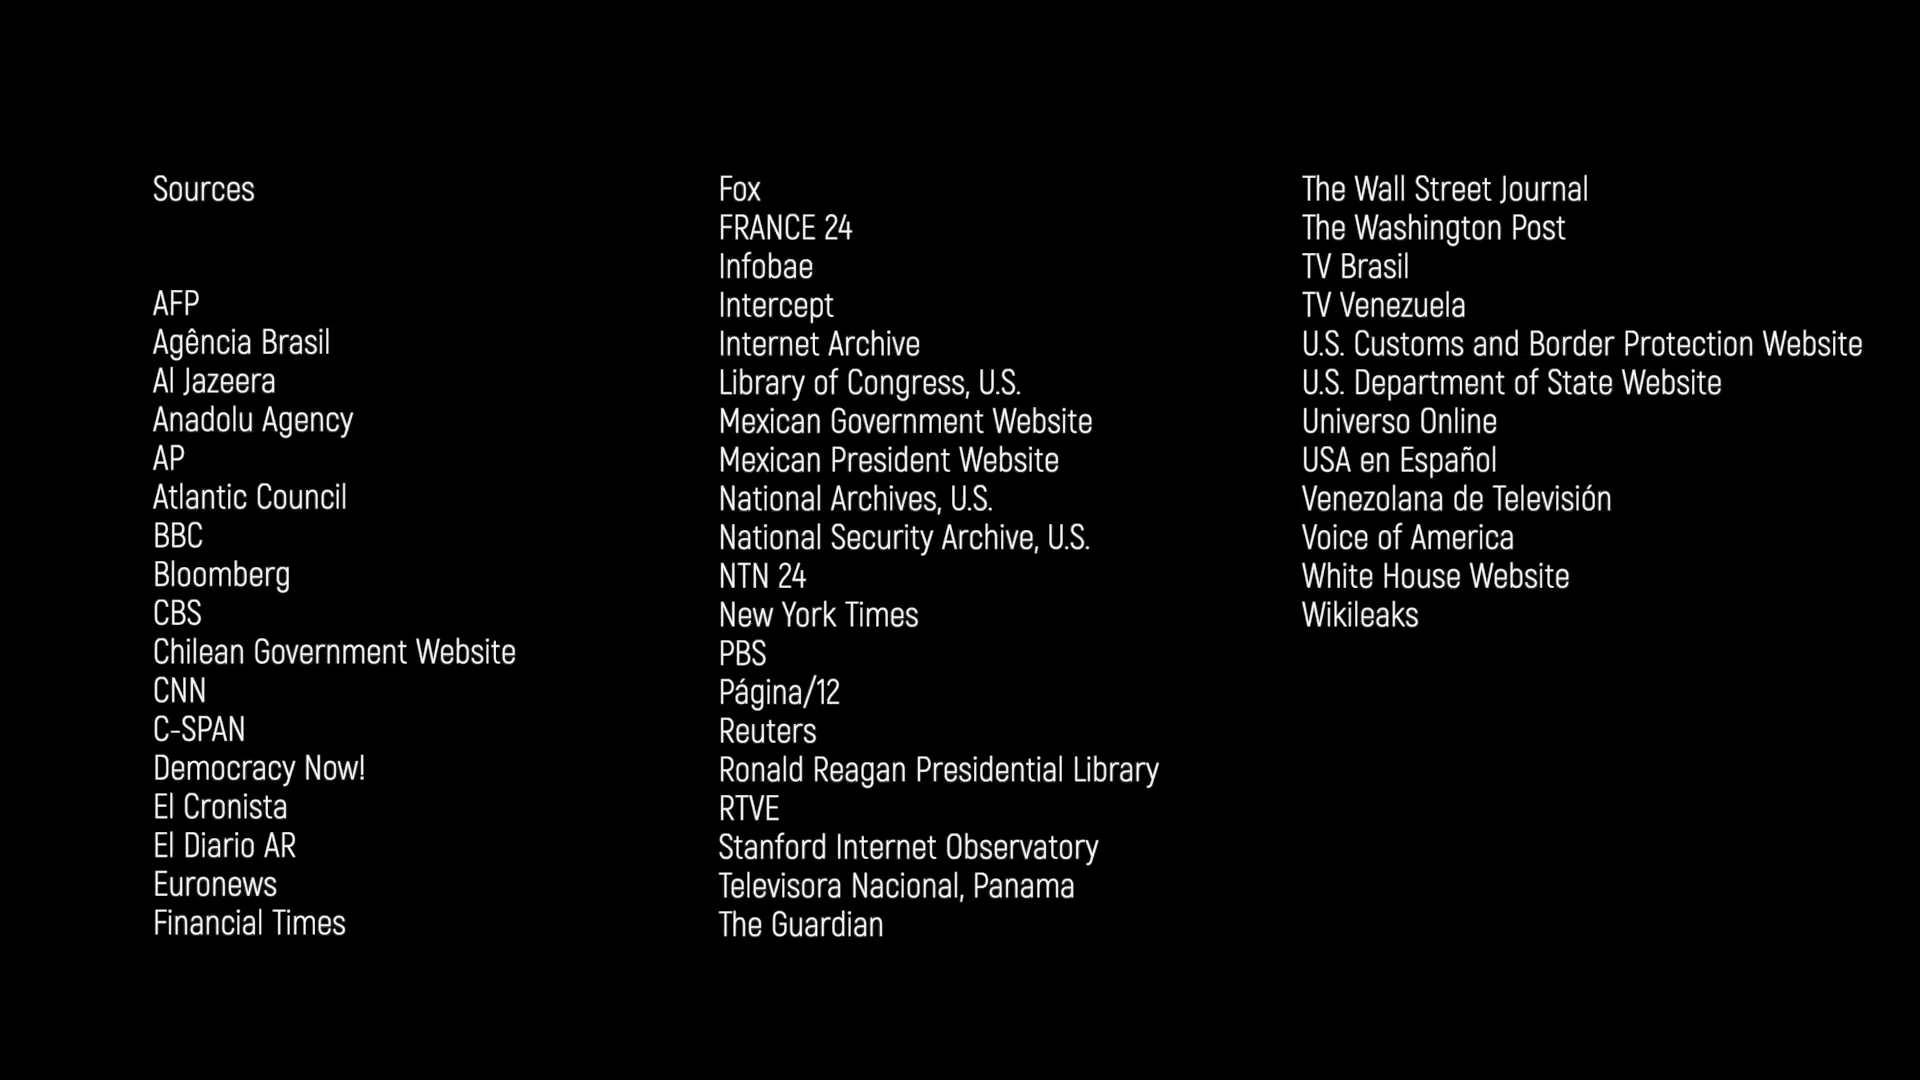 Sources
AFP
Agência Brasil
Al Jazeera
Anadolu Agency
AP
Atlantic Council
BBC
Bloomberg
CBS
Chilean Government Website
CNN
C-SPAN
Democracy Now!
El Cronista
El Diario AR
Euronews
Financial Times
Fox
FRANCE 24
Infobae
Intercept
Internet Archive
Library of Congress, U.S.
Mexican Government Website
Mexican President Website
National Archives, U.S.
National Security Archive, U.S.
NTN 24
New York Times
PBS
Página/12
Reuters
Ronald Reagan Presidential Library
RTVE
Stanford Internet Observatory
Televisora Nacional, Panama
The Guardian
The Wall Street Journal
The Washington Post
TV Brasil
TV Venezuela
U.S. Customs and Border Protection Website
U.S. Department of State Website
Universo Online
USA en Español
Venezolana de Televisión
Voice of America
White House Website
Wikileaks